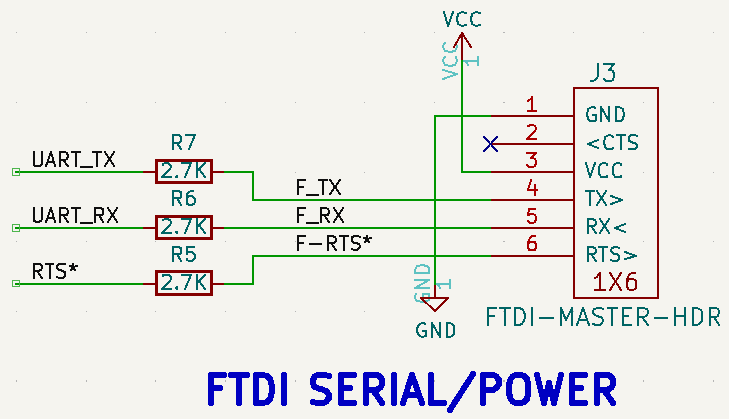 VCC
VCC
1
J3
1
GND
2
<CTS
UART_TX
R7
2.7K
3
VCC
F_TX
4
TX>
UART_RX
R6
2.7K
F_RX
5
RX<
RTS*
R5
2.7K
F-RTS*
6
RTS>
1X6
GND
1
GND
FTDI-MASTER-HDR
FTDI SERIAL/POWER